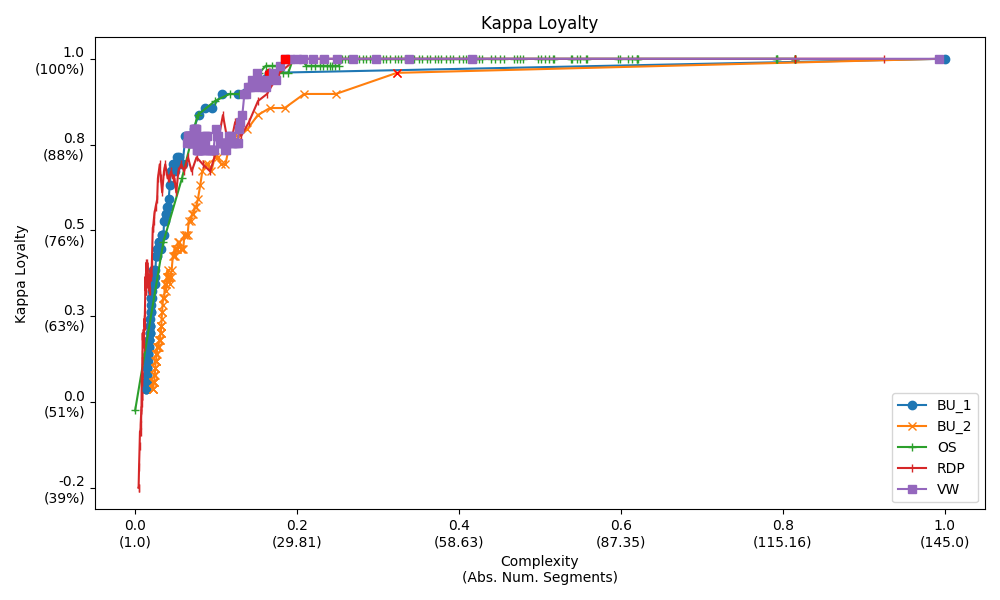 Kappa Loyalty
1.0
(100%)
0.8
(88%)
0.5
(76%)
0.3
(63%)
0.0
(51%)
-0.2
(39%)
Kappa Loyalty
BU_1
BU_2
OS
RDP
VW
0.0 0.2 0.4 0.6 0.8 1.0
(1.0) (29.81) (58.63) (87.35) (115.16) (145.0)
Complexity
(Abs. Num. Segments)